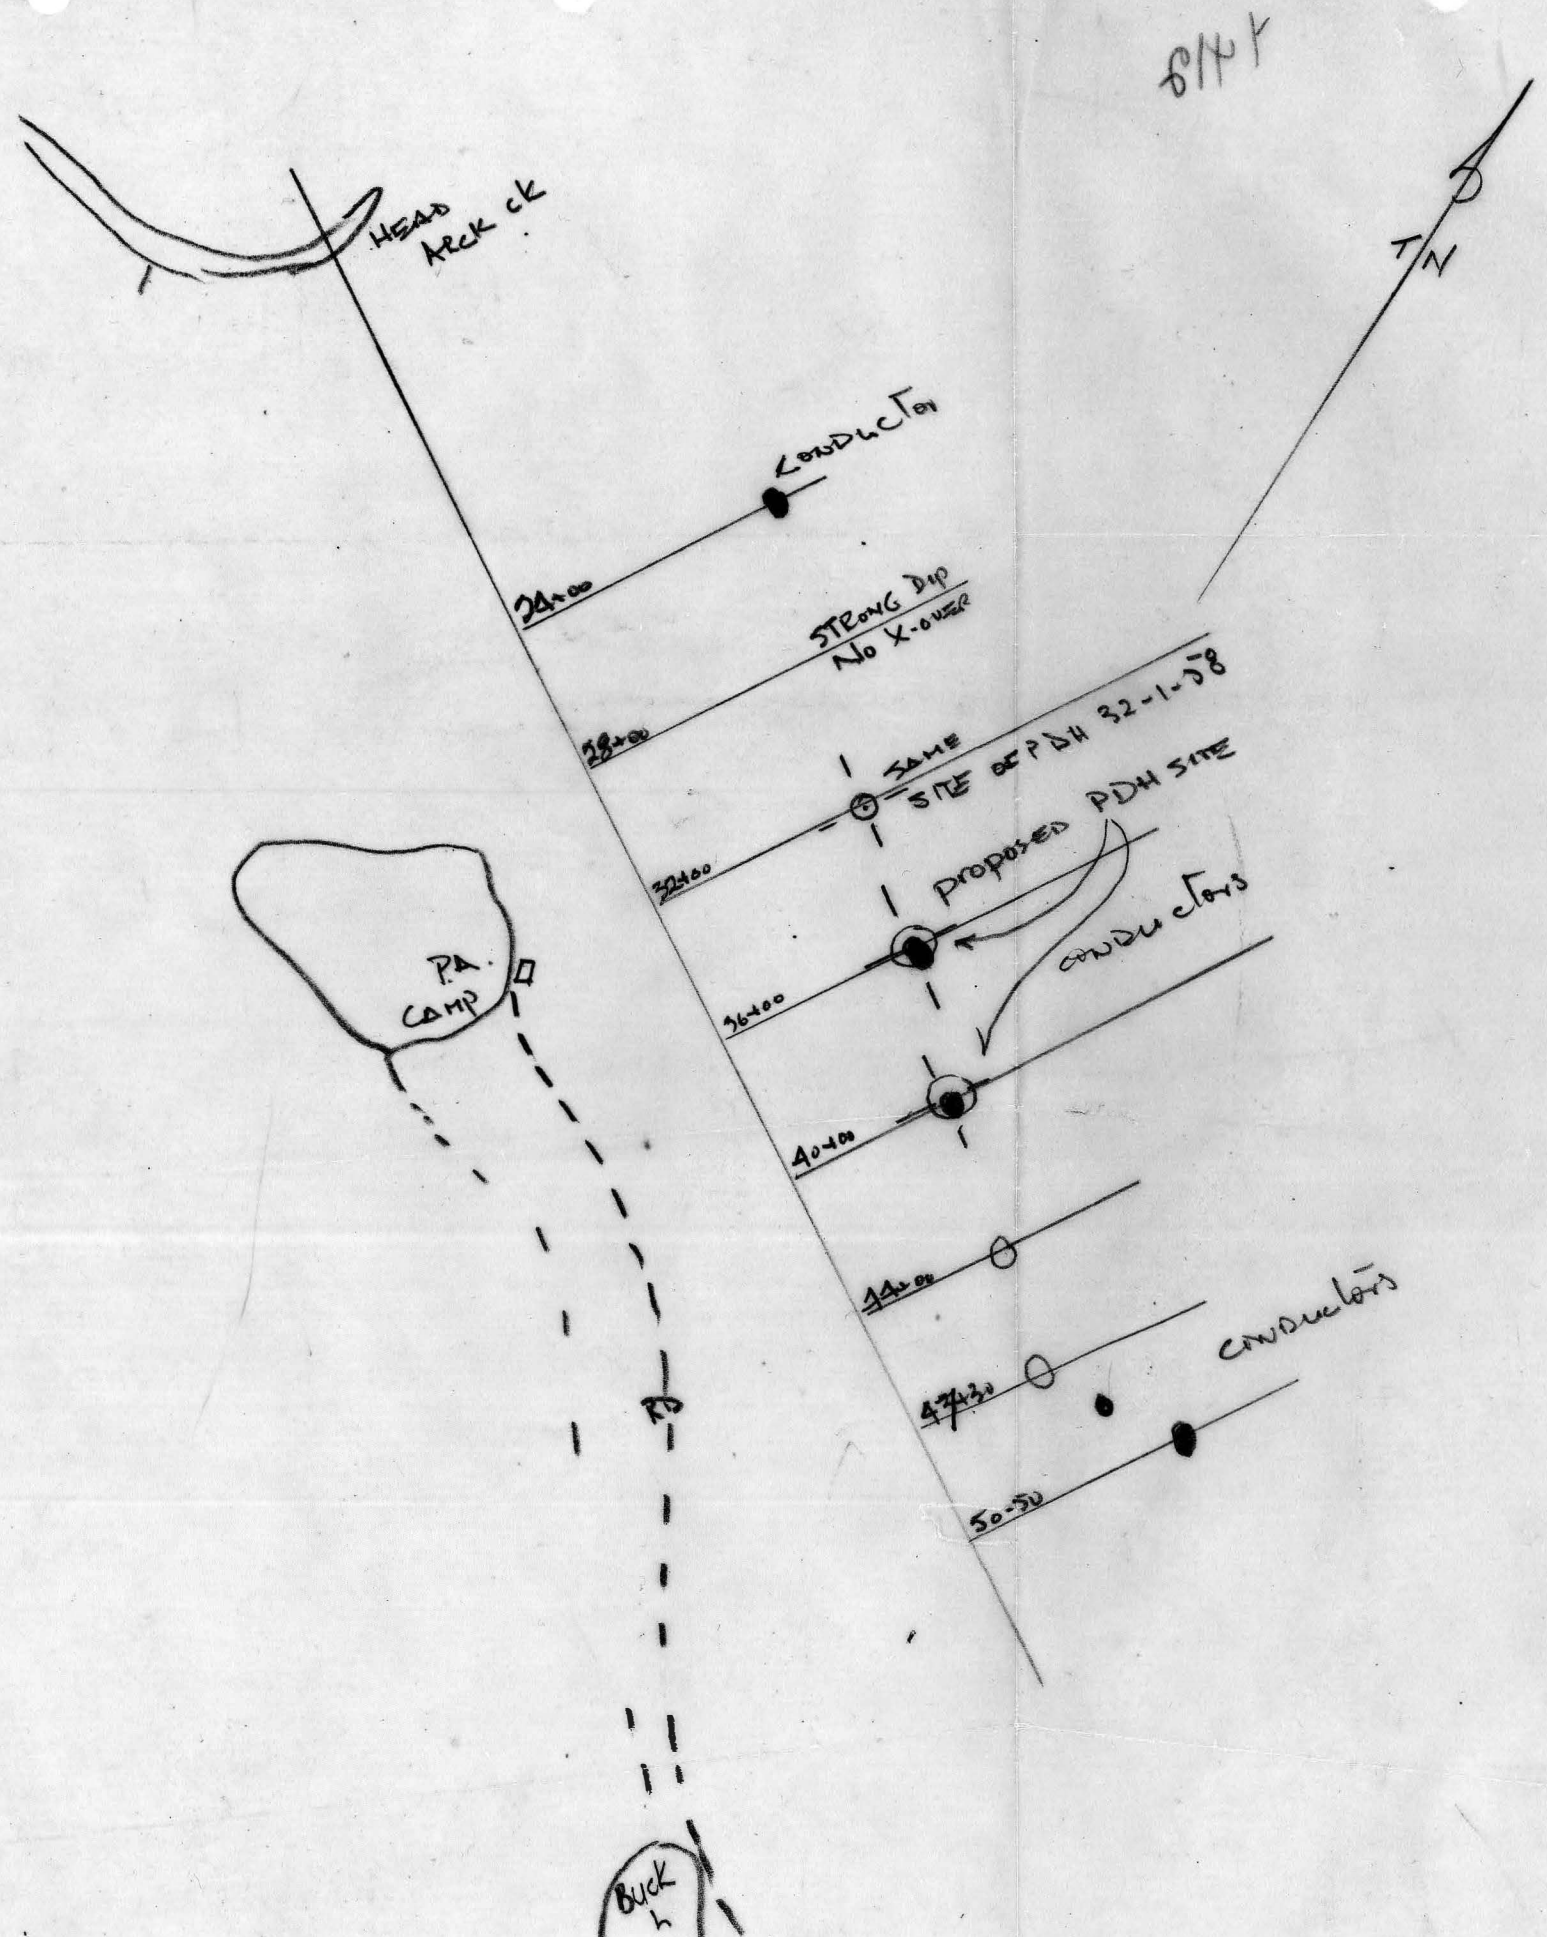 HEAD
ARCK CK
T N
CONDUCTOR
24+00
STRONG DIP
NO X-OVER
28+00
SAME
SITE OF PDH 32-1-58
32+00
PROPOSED PDH SITE
CONDUCTORS
36+00
P.A.
CAMP
40+00
44+00
CONDUCTORS
47+30
RD
50-50
BUCK
L